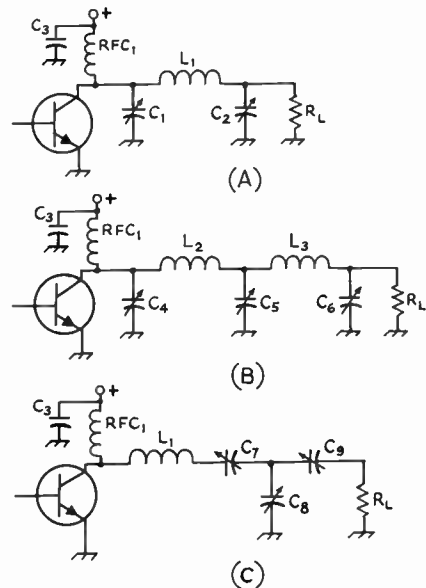 +
C3
RFC1
L1
C1
C2
RL
(A)
+
C3
RFC1
L2
L3
C4
C5
C6
RL
(B)
+
C3
RFC1
L1
C7
C9
C8
RL
(C)